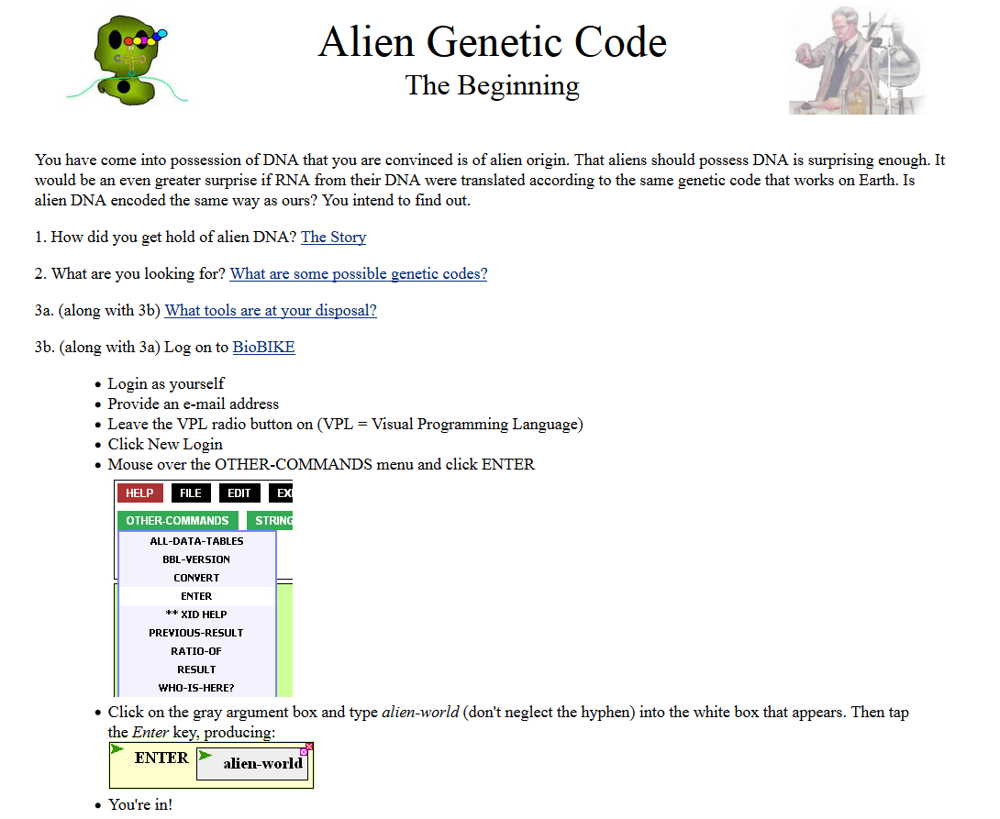 Alien Genetic Code
The Beginning
You have come into possession of DNA that you are convinced is of alien origin. That aliens should possess DNA is surprising enough. It
would be an even greater surprise if RNA from their DNA were translated according to the same genetic code that works on Earth. Is
alien DNA encoded the same way as ours? You intend to find out.
1. How did you get hold of alien DNA? The Story
2. What are you looking for? What are some possible genetic codes?
3a. (along with 3b) What tools are at your disposal?
3b. (along with 3a) Log on to BioBIKE
• Login as yourself
• Provide an e-mail address
• Leave the VPL radio button on (VPL = Visual Programming Language)
• Click New Login
• Mouse over the OTHER-COMMANDS menu and click ENTER
HELP FILE EDIT EX
OTHER-COMMANDS STRING
ALL-DATA-TABLES
BBL-VERSION
CONVERT
ENTER
** XID HELP
PREVIOUS-RESULT
RATIO-OF
RESULT
WHO-IS-HERE?
• Click on the gray argument box and type alien-world (don't neglect the hyphen) into the white box that appears. Then tap
the Enter key, producing:
ENTER alien-world
• You're in!